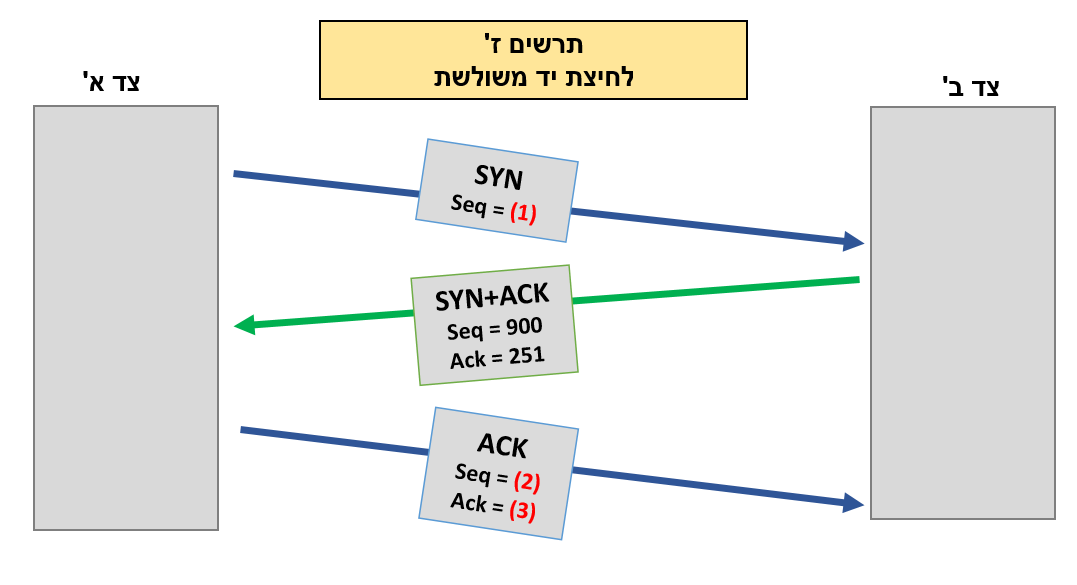 תרשים ז'
לחיצת יד משולשת
צד א'
צד ב'
SYN
Seq = (1)
SYN+ACK
Seq = 900
Ack = 251
ACK
Seq = (2)
Ack = (3)